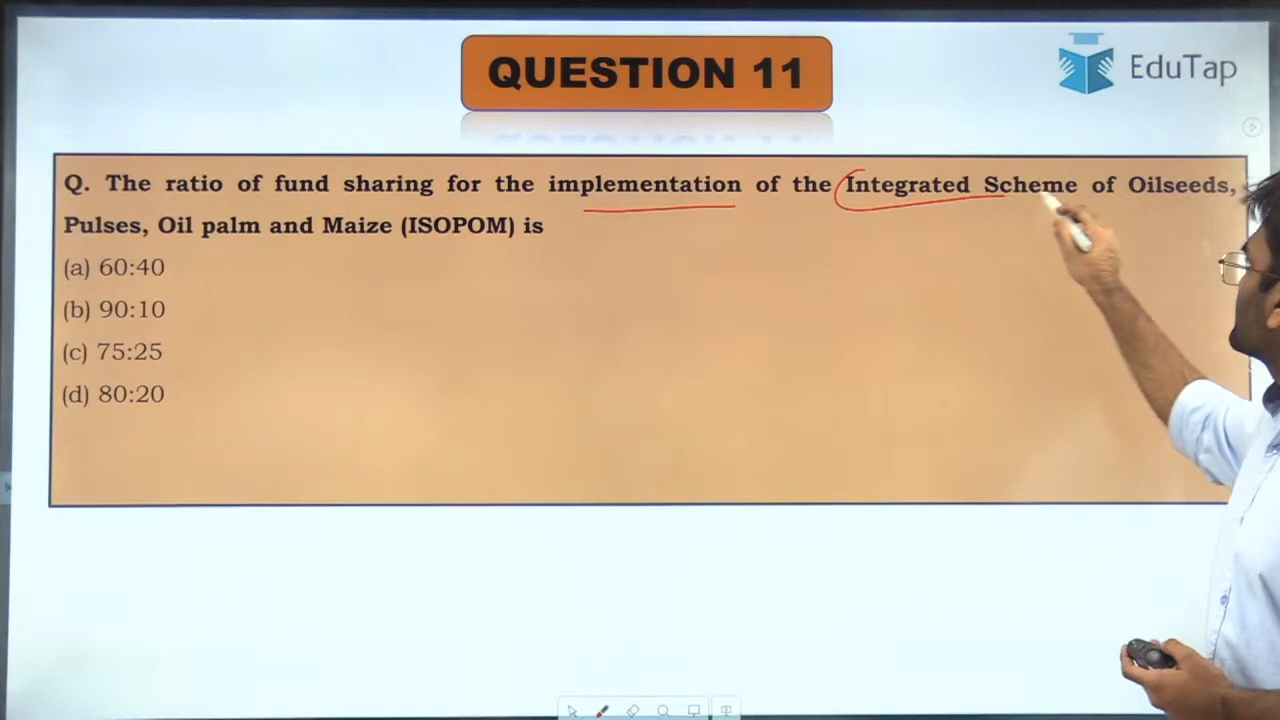 QUESTION 11
EduTap
Q. The ratio of fund sharing for the implementation of the Integrated Scheme of Oilseeds,
Pulses, Oil palm and Maize (ISOPOM) is
(a) 60:40
(b) 90:10
(c) 75:25
(d) 80:20